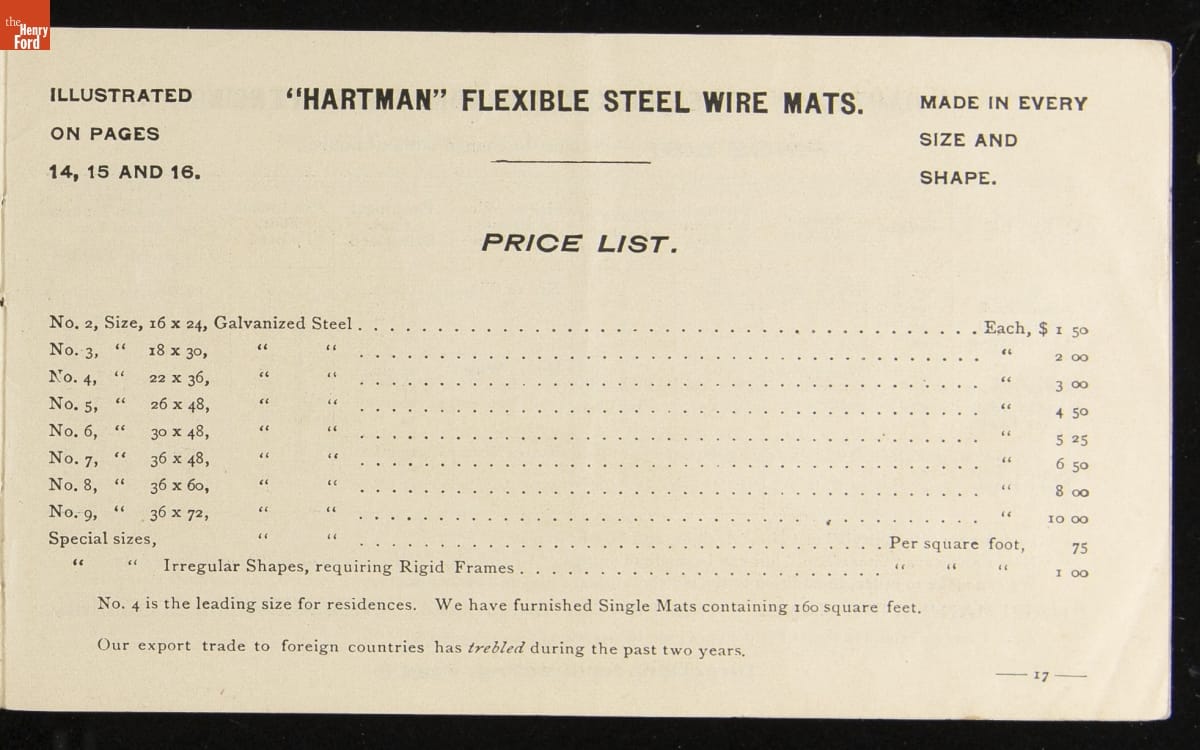 the
Henry
Ford
ILLUSTRATED
ON PAGES
14, 15 AND 16.
"HARTMAN" FLEXIBLE STEEL WIRE MATS.
MADE IN EVERY
SIZE AND
SHAPE.
PRICE LIST.
No. 2, Size, 16 x 24, Galvanized Steel . . . . . . . . . . . . . . . . . . . . Each, $ 1 50
No. 3, " 18 x 30, " " . . . . . . . . . . . . . . . . . . . . " 2 00
No. 4, " 22 x 36, " " . . . . . . . . . . . . . . . . . . . . " 3 00
No. 5, " 26 x 48, " " . . . . . . . . . . . . . . . . . . . . " 4 50
No. 6, " 30 x 48, " " . . . . . . . . . . . . . . . . . . . . " 5 25
No. 7, " 36 x 48, " " . . . . . . . . . . . . . . . . . . . . " 6 50
No. 8, " 36 x 60, " " . . . . . . . . . . . . . . . . . . . . " 8 00
No. 9, " 36 x 72, " " . . . . . . . . . . . . . . . . . . . . " 10 00
Special sizes, " " . . . . . . . . . . . . . . . . . . . . Per square foot, 75
" " Irregular Shapes, requiring Rigid Frames . . . . . . . . . . . . . . . . . . . . " " " 1 00
No. 4 is the leading size for residences. We have furnished Single Mats containing 160 square feet.
Our export trade to foreign countries has trebled during the past two years.
— 17 —